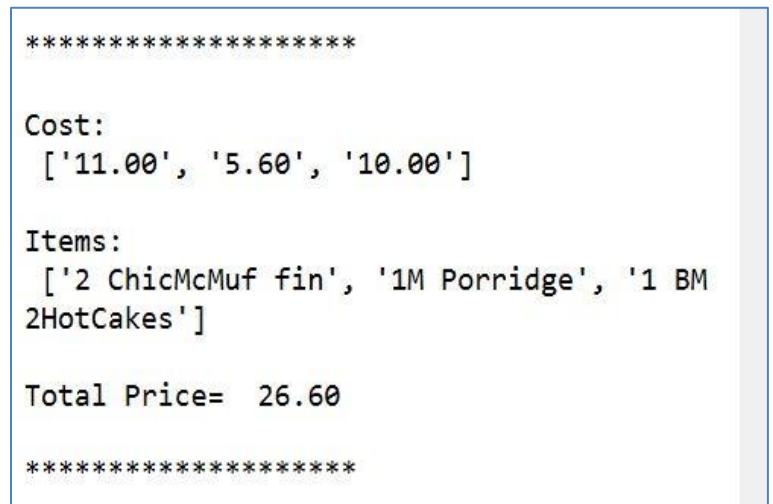 ********************
Cost:
['11.00', '5.60', '10.00']
Items:
['2 ChicMcMuf fin', '1M Porridge', '1 BM
2HotCakes']
Total Price=  26.60
********************